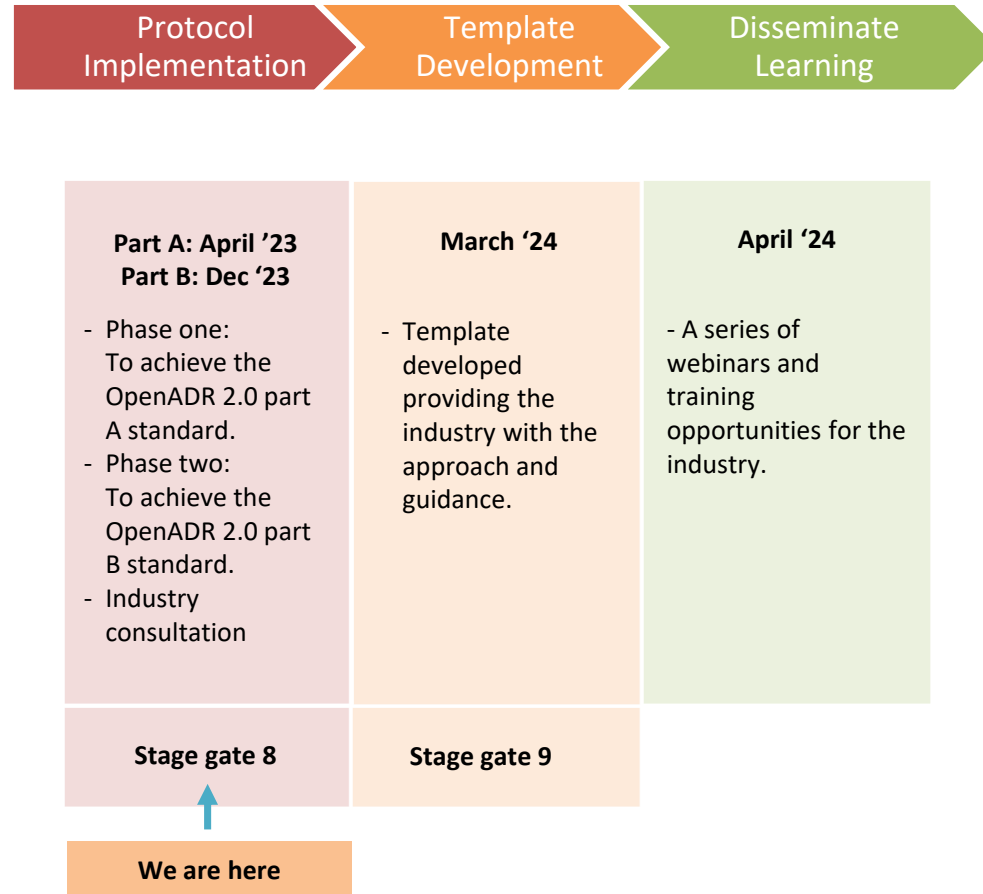 Protocol
Implementation
Template
Development
Disseminate
Learning
Part A: April ’23
Part B: Dec ‘23
- Phase one:
To achieve the
OpenADR 2.0 part
A standard.
- Phase two:
To achieve the
OpenADR 2.0 part
B standard.
- Industry
consultation
March ‘24
- Template
developed
providing the
industry with the
approach and
guidance.
April ‘24
- A series of
webinars and
training
opportunities for the
industry.
Stage gate 8
Stage gate 9
We are here